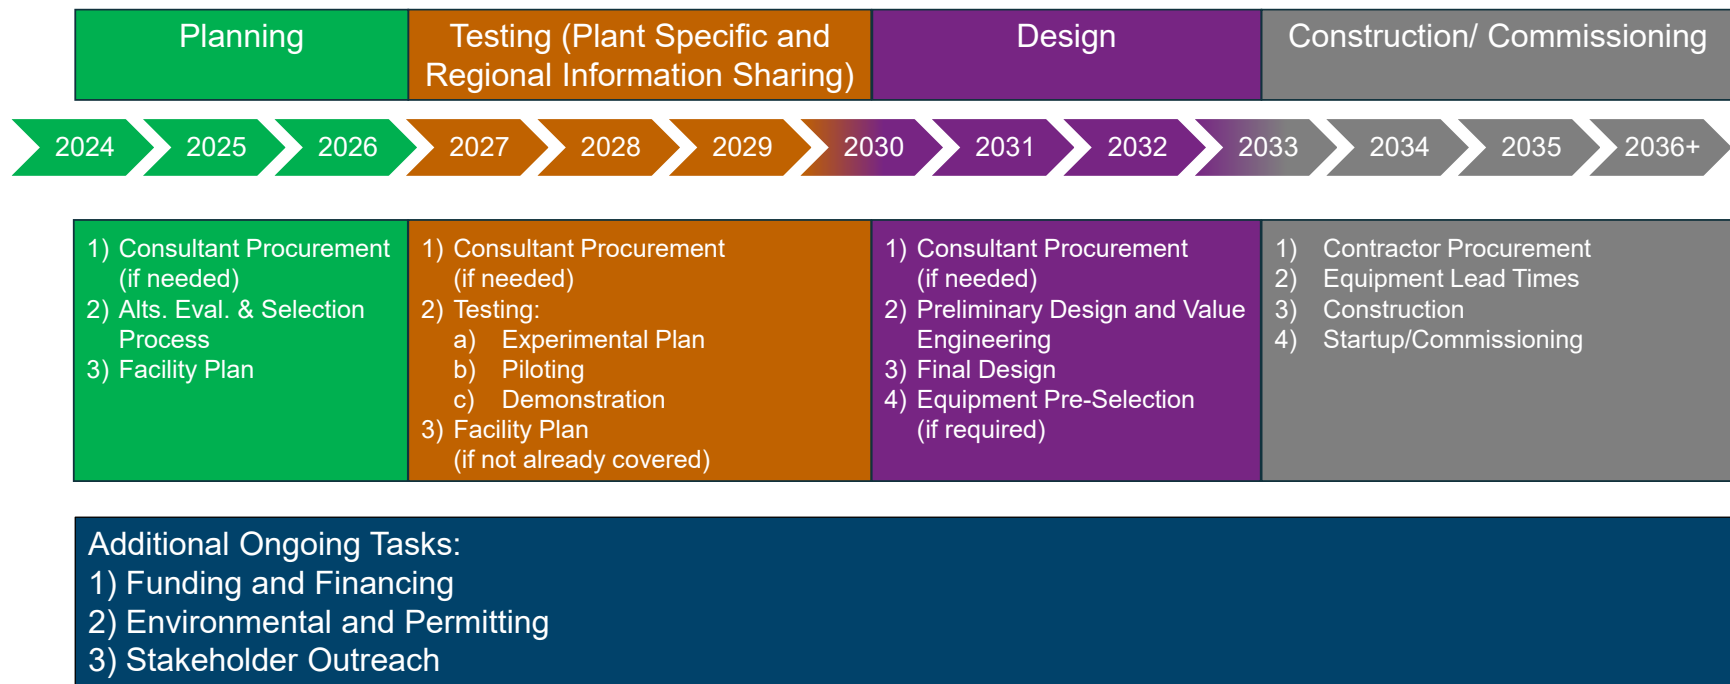 Planning
Testing (Plant Specific and
Regional Information Sharing)
Design
Construction/ Commissioning
2024
2025
2026
2027
2028
2029
2030
2031
2032
2033
2034
2035
2036+
1) Consultant Procurement
(if needed)
2) Alts. Eval. & Selection
Process
3) Facility Plan
1) Consultant Procurement
(if needed)
2) Testing:
a) Experimental Plan
b) Piloting
c) Demonstration
3) Facility Plan
(if not already covered)
1) Consultant Procurement
(if needed)
2) Preliminary Design and Value
Engineering
3) Final Design
4) Equipment Pre-Selection
(if required)
1) Contractor Procurement
2) Equipment Lead Times
3) Construction
4) Startup/Commissioning
Additional Ongoing Tasks:
1) Funding and Financing
2) Environmental and Permitting
3) Stakeholder Outreach